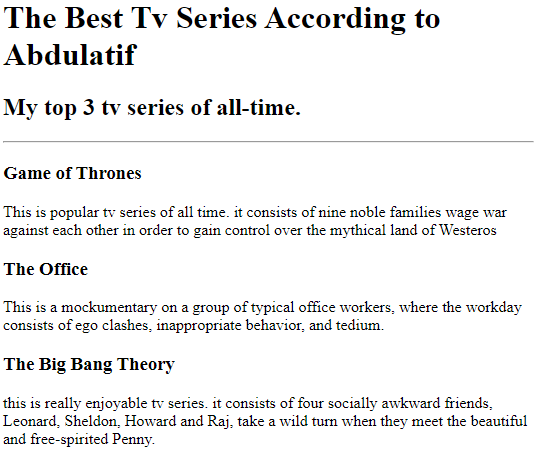 The Best Tv Series According to
Abdulatif
My top 3 tv series of all-time.
Game of Thrones
This is popular tv series of all time. it consists of nine noble families wage war
against each other in order to gain control over the mythical land of Westeros
The Office
This is a mockumentary on a group of typical office workers, where the workday
consists of ego clashes, inappropriate behavior, and tedium.
The Big Bang Theory
this is really enjoyable tv series. it consists of four socially awkward friends,
Leonard, Sheldon, Howard and Raj, take a wild turn when they meet the beautiful
and free-spirited Penny.